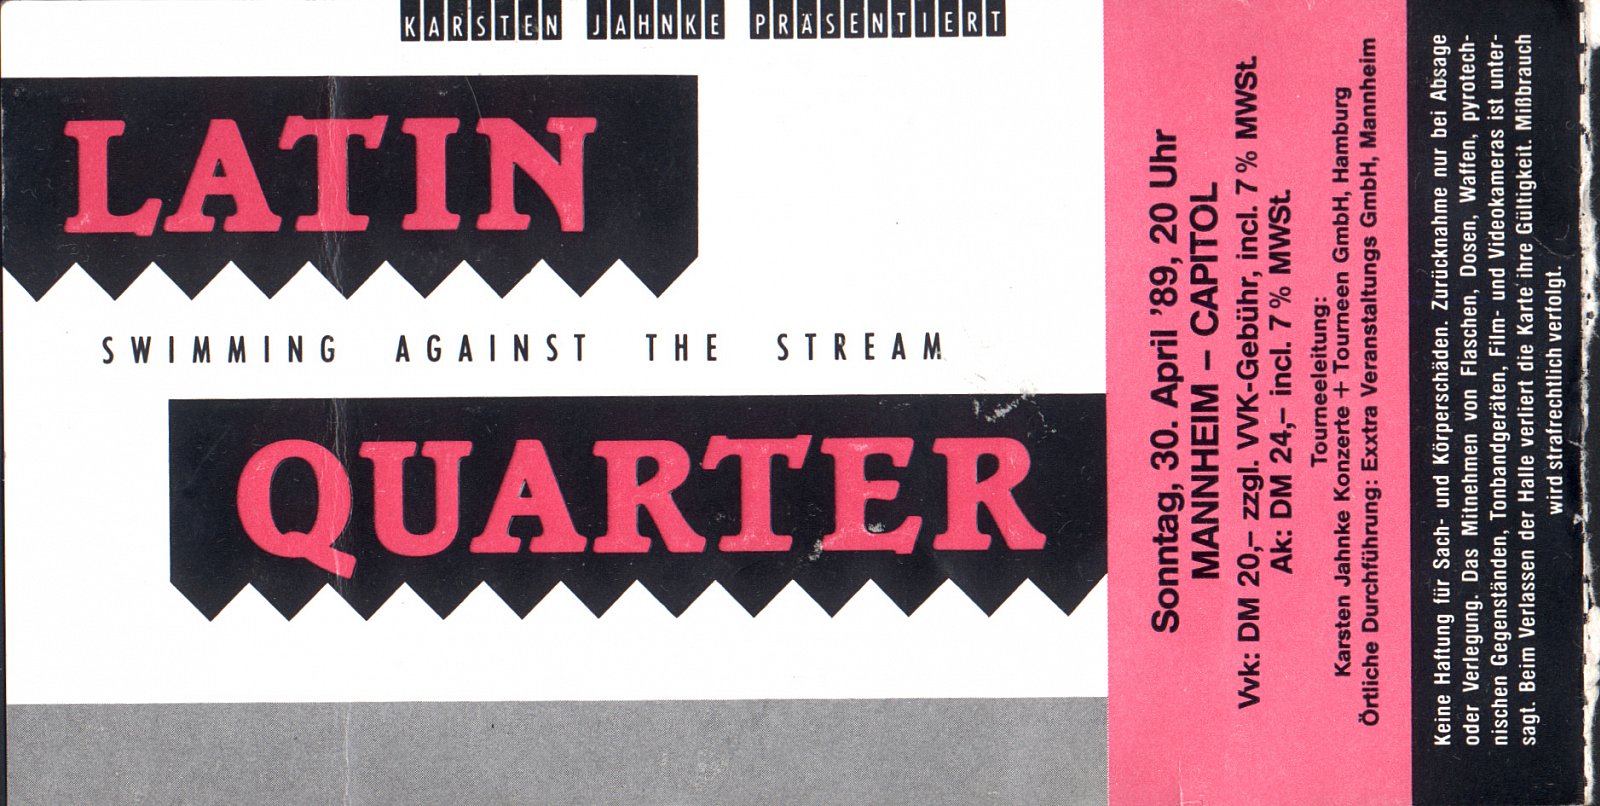 KARSTEN JAHNKE PRÄSENTIERT
LATIN
SWIMMING AGAINST THE STREAM
QUARTER
Sonntag, 30. April '89, 20 Uhr
MANNHEIM – CAPITOL
Vvk: DM 20,– zzgl. VVK-Gebühr, incl. 7 % MWSt.
Ak: DM 24,– incl. 7 % MWSt.
Tourneeleitung:
Karsten Jahnke Konzerte + Tourneen GmbH, Hamburg
Örtliche Durchführung: Exxtra Veranstaltungs GmbH, Mannheim
Keine Haftung für Sach- und Körperschäden. Zurücknahme nur bei Absage
oder Verlegung. Das Mitnehmen von Flaschen, Dosen, Waffen, pyrotech-
nischen Gegenständen, Tonbandgeräten, Film- und Videokameras ist unter-
sagt. Beim Verlassen der Halle verliert die Karte ihre Gültigkeit. Mißbrauch
wird strafrechtlich verfolgt.